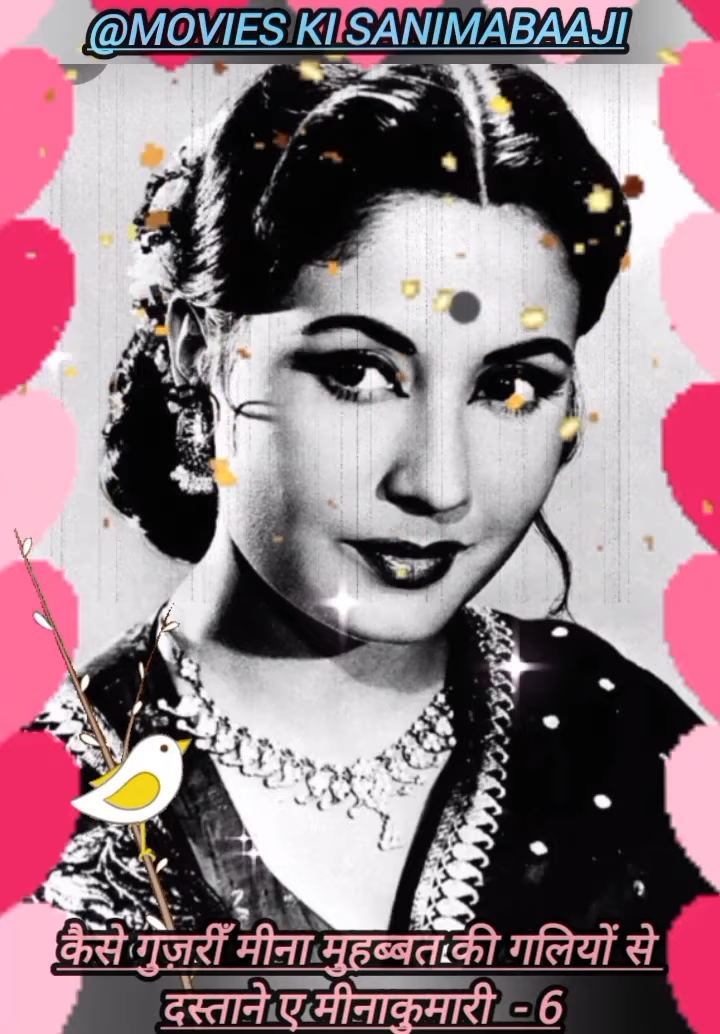 @MOVIES KI SANIMABAAJI
कैसे गुज़रीँ मीना मुहब्बत की गलियों से
दस्ताने ए मीनाकुमारी - 6